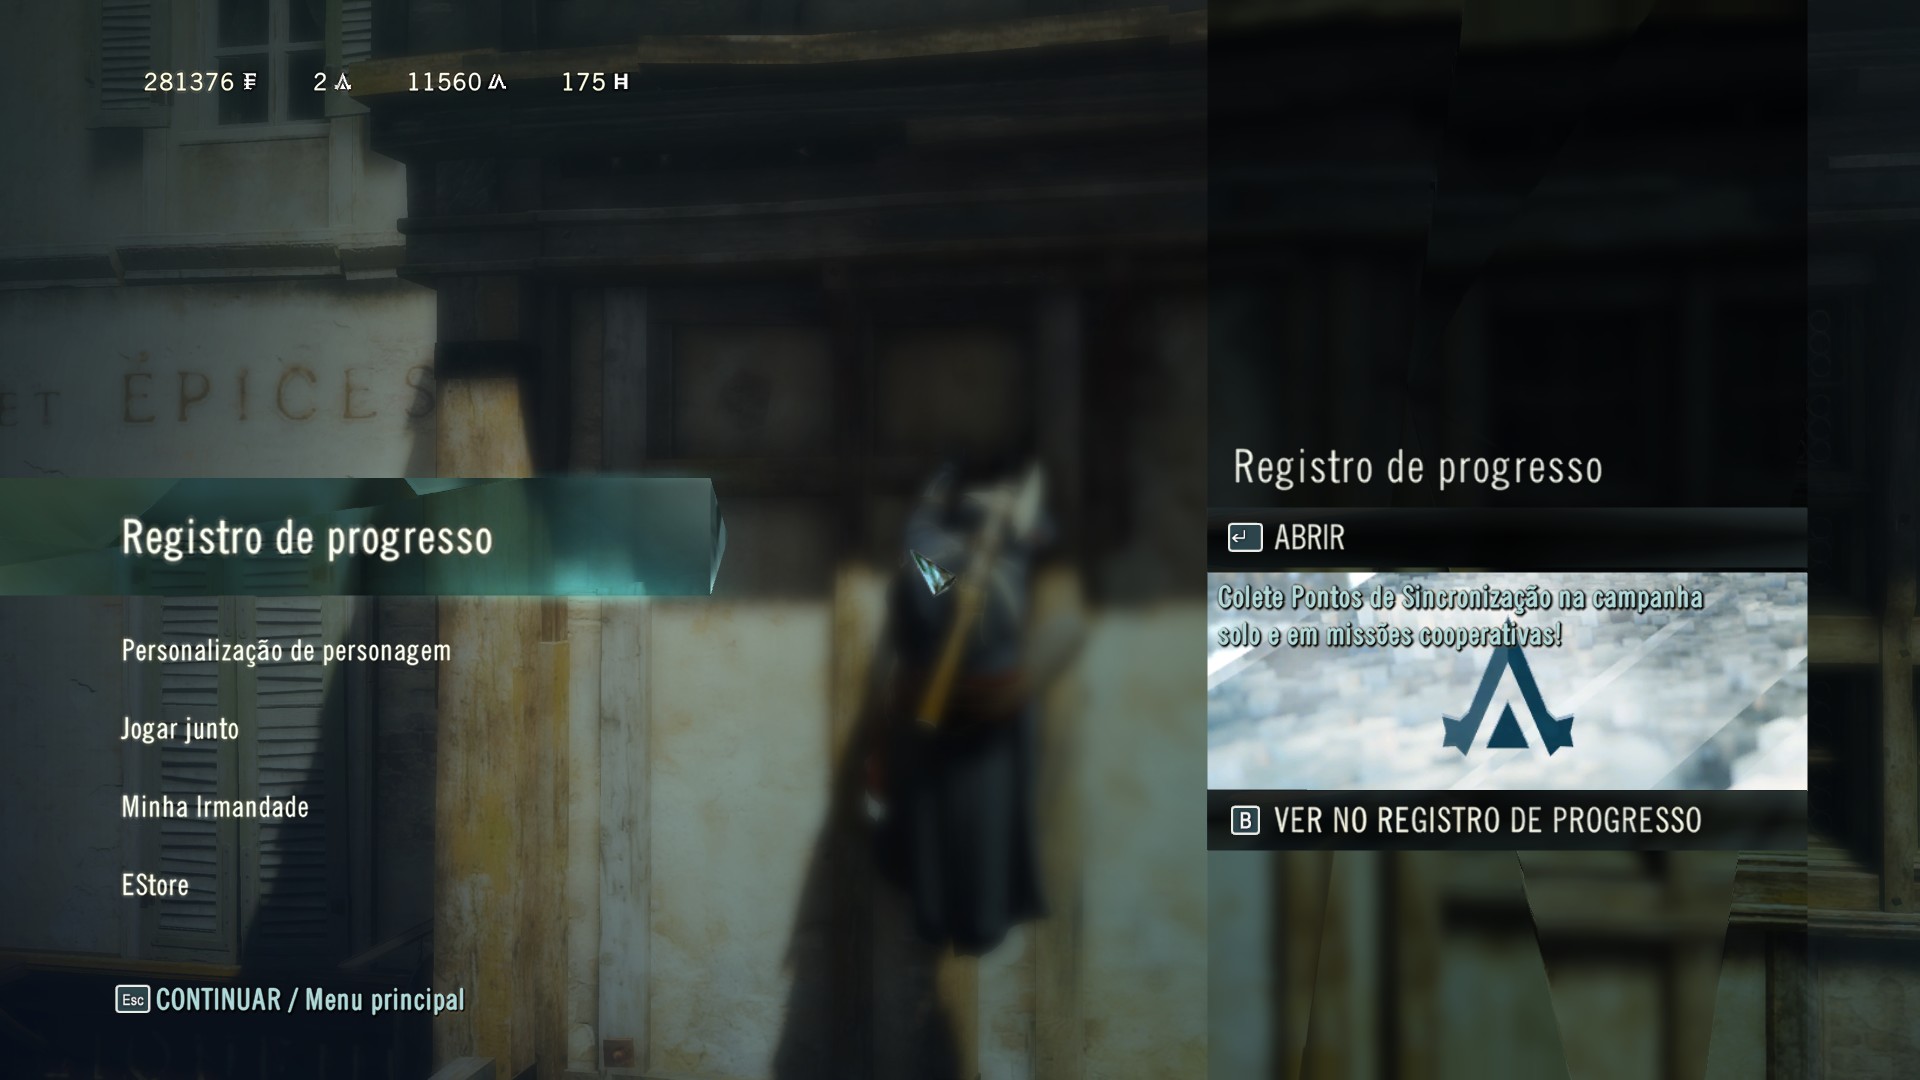 281376 2 11560 175 H
ET ÉPICES
Registro de progresso
Personalização de personagem
Jogar junto
Minha Irmandade
EStore
Esc CONTINUAR / Menu principal
Registro de progresso
ABRIR
Colete Pontos de Sincronização na campanha
solo e em missões cooperativas!
B VER NO REGISTRO DE PROGRESSO